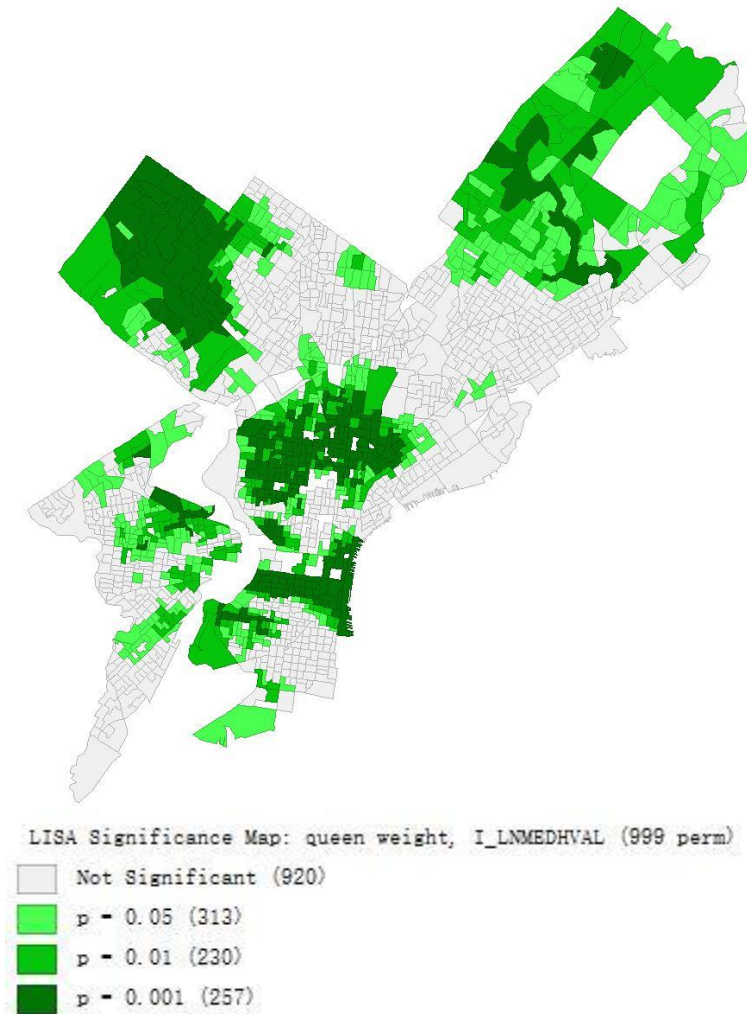 LISA Significance Map: queen weight, I_LNMEDHVAL (999 perm)
Not Significant (920)
p = 0.05 (313)
p = 0.01 (230)
p = 0.001 (257)